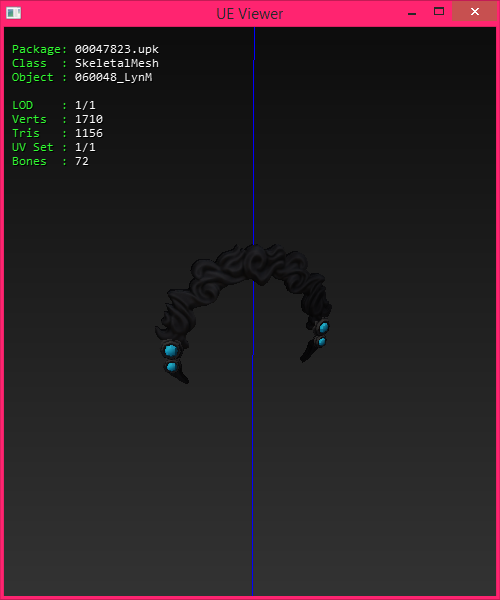 UE Viewer
Package: 00047823.upk
Class : SkeletalMesh
Object : 060048_LynM
LOD : 1/1
Verts : 1710
Tris : 1156
UV Set : 1/1
Bones : 72